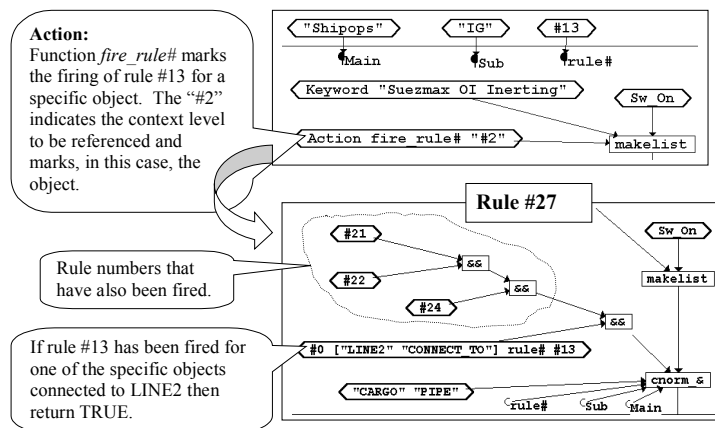 Action:
Function fire_rule# marks
the firing of rule #13 for a
specific object. The “#2”
indicates the context level
to be referenced and
marks, in this case, the
object.
"Shipops"
"IG"
#13
Main
Sub
rule#
Keyword "Suezmax OI Inerting"
Sw_On
Action fire_rule# "#2"
makelist
Rule #27
#21
Sw_On
&&
Rule numbers that
have also been fired.
#22
&&
makelist
#24
&&
If rule #13 has been fired for
one of the specific objects
connected to LINE2 then
return TRUE.
#0 ["LINE2" "CONNECT_TO"] rule# #13
"CARGO" "PIPE"
cnorm_&
rule#
Sub
Main